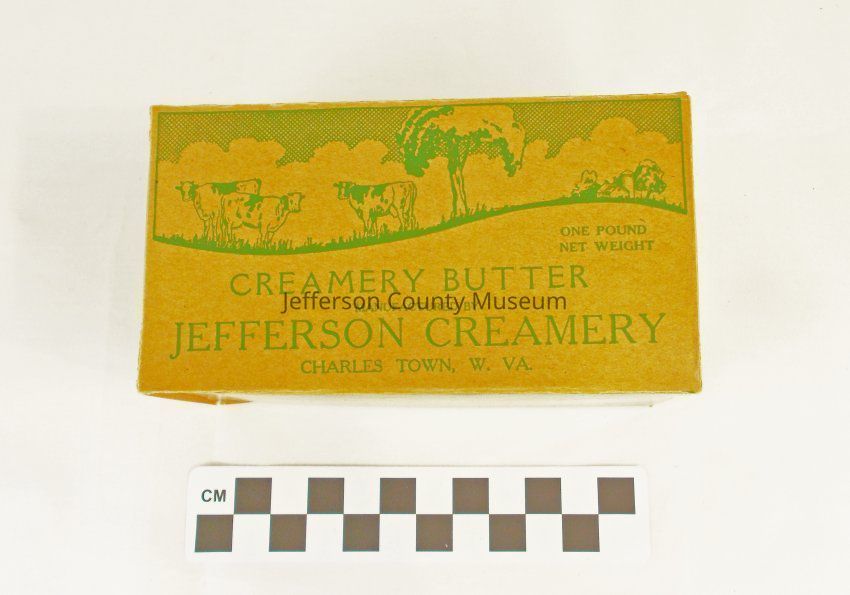 ONE POUND
NET WEIGHT
CREAMERY BUTTER
Jefferson County Museum
JEFFERSON CREAMERY
CHARLES TOWN, W. VA.
CM